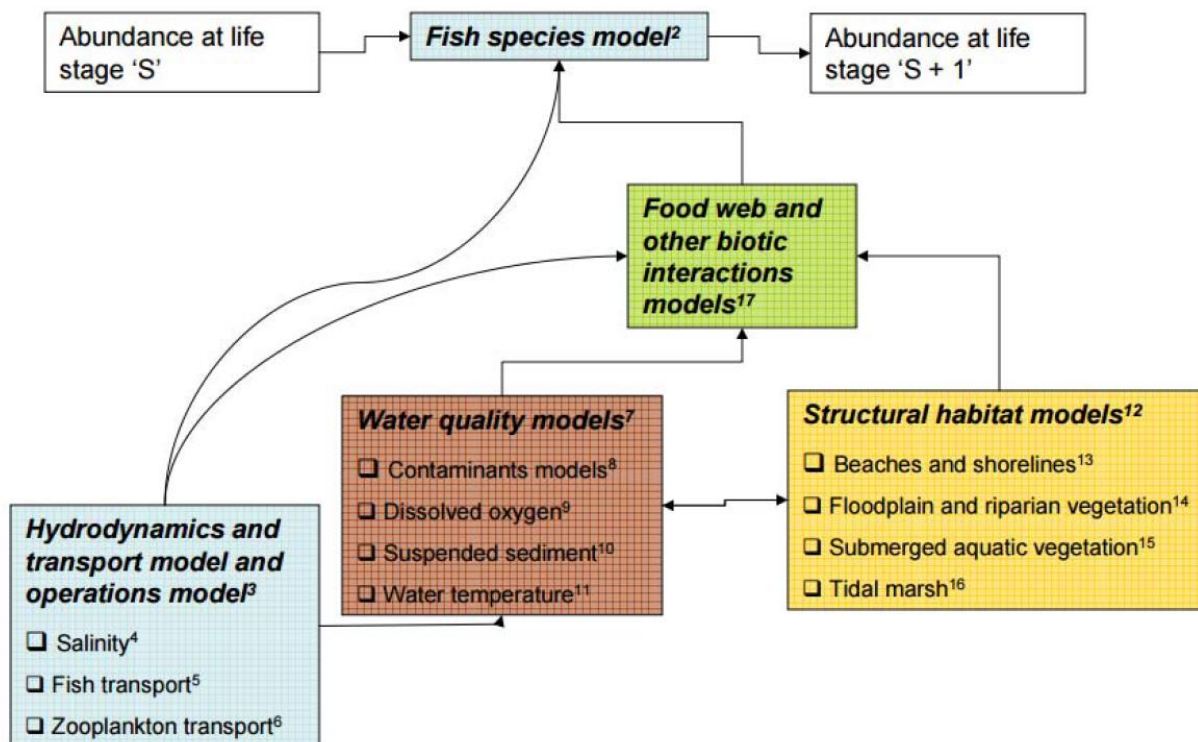 Abundance at life
stage ‘S’
Fish species model²
Abundance at life
stage ‘S + 1’
Food web and
other biotic
interactions
models¹⁷
Water quality models⁷
❑ Contaminants models⁸
❑ Dissolved oxygen⁹
❑ Suspended sediment¹⁰
❑ Water temperature¹¹
Structural habitat models¹²
❑ Beaches and shorelines¹³
❑ Floodplain and riparian vegetation¹⁴
❑ Submerged aquatic vegetation¹⁵
❑ Tidal marsh¹⁶
Hydrodynamics and
transport model and
operations model³
❑ Salinity⁴
❑ Fish transport⁵
❑ Zooplankton transport⁶